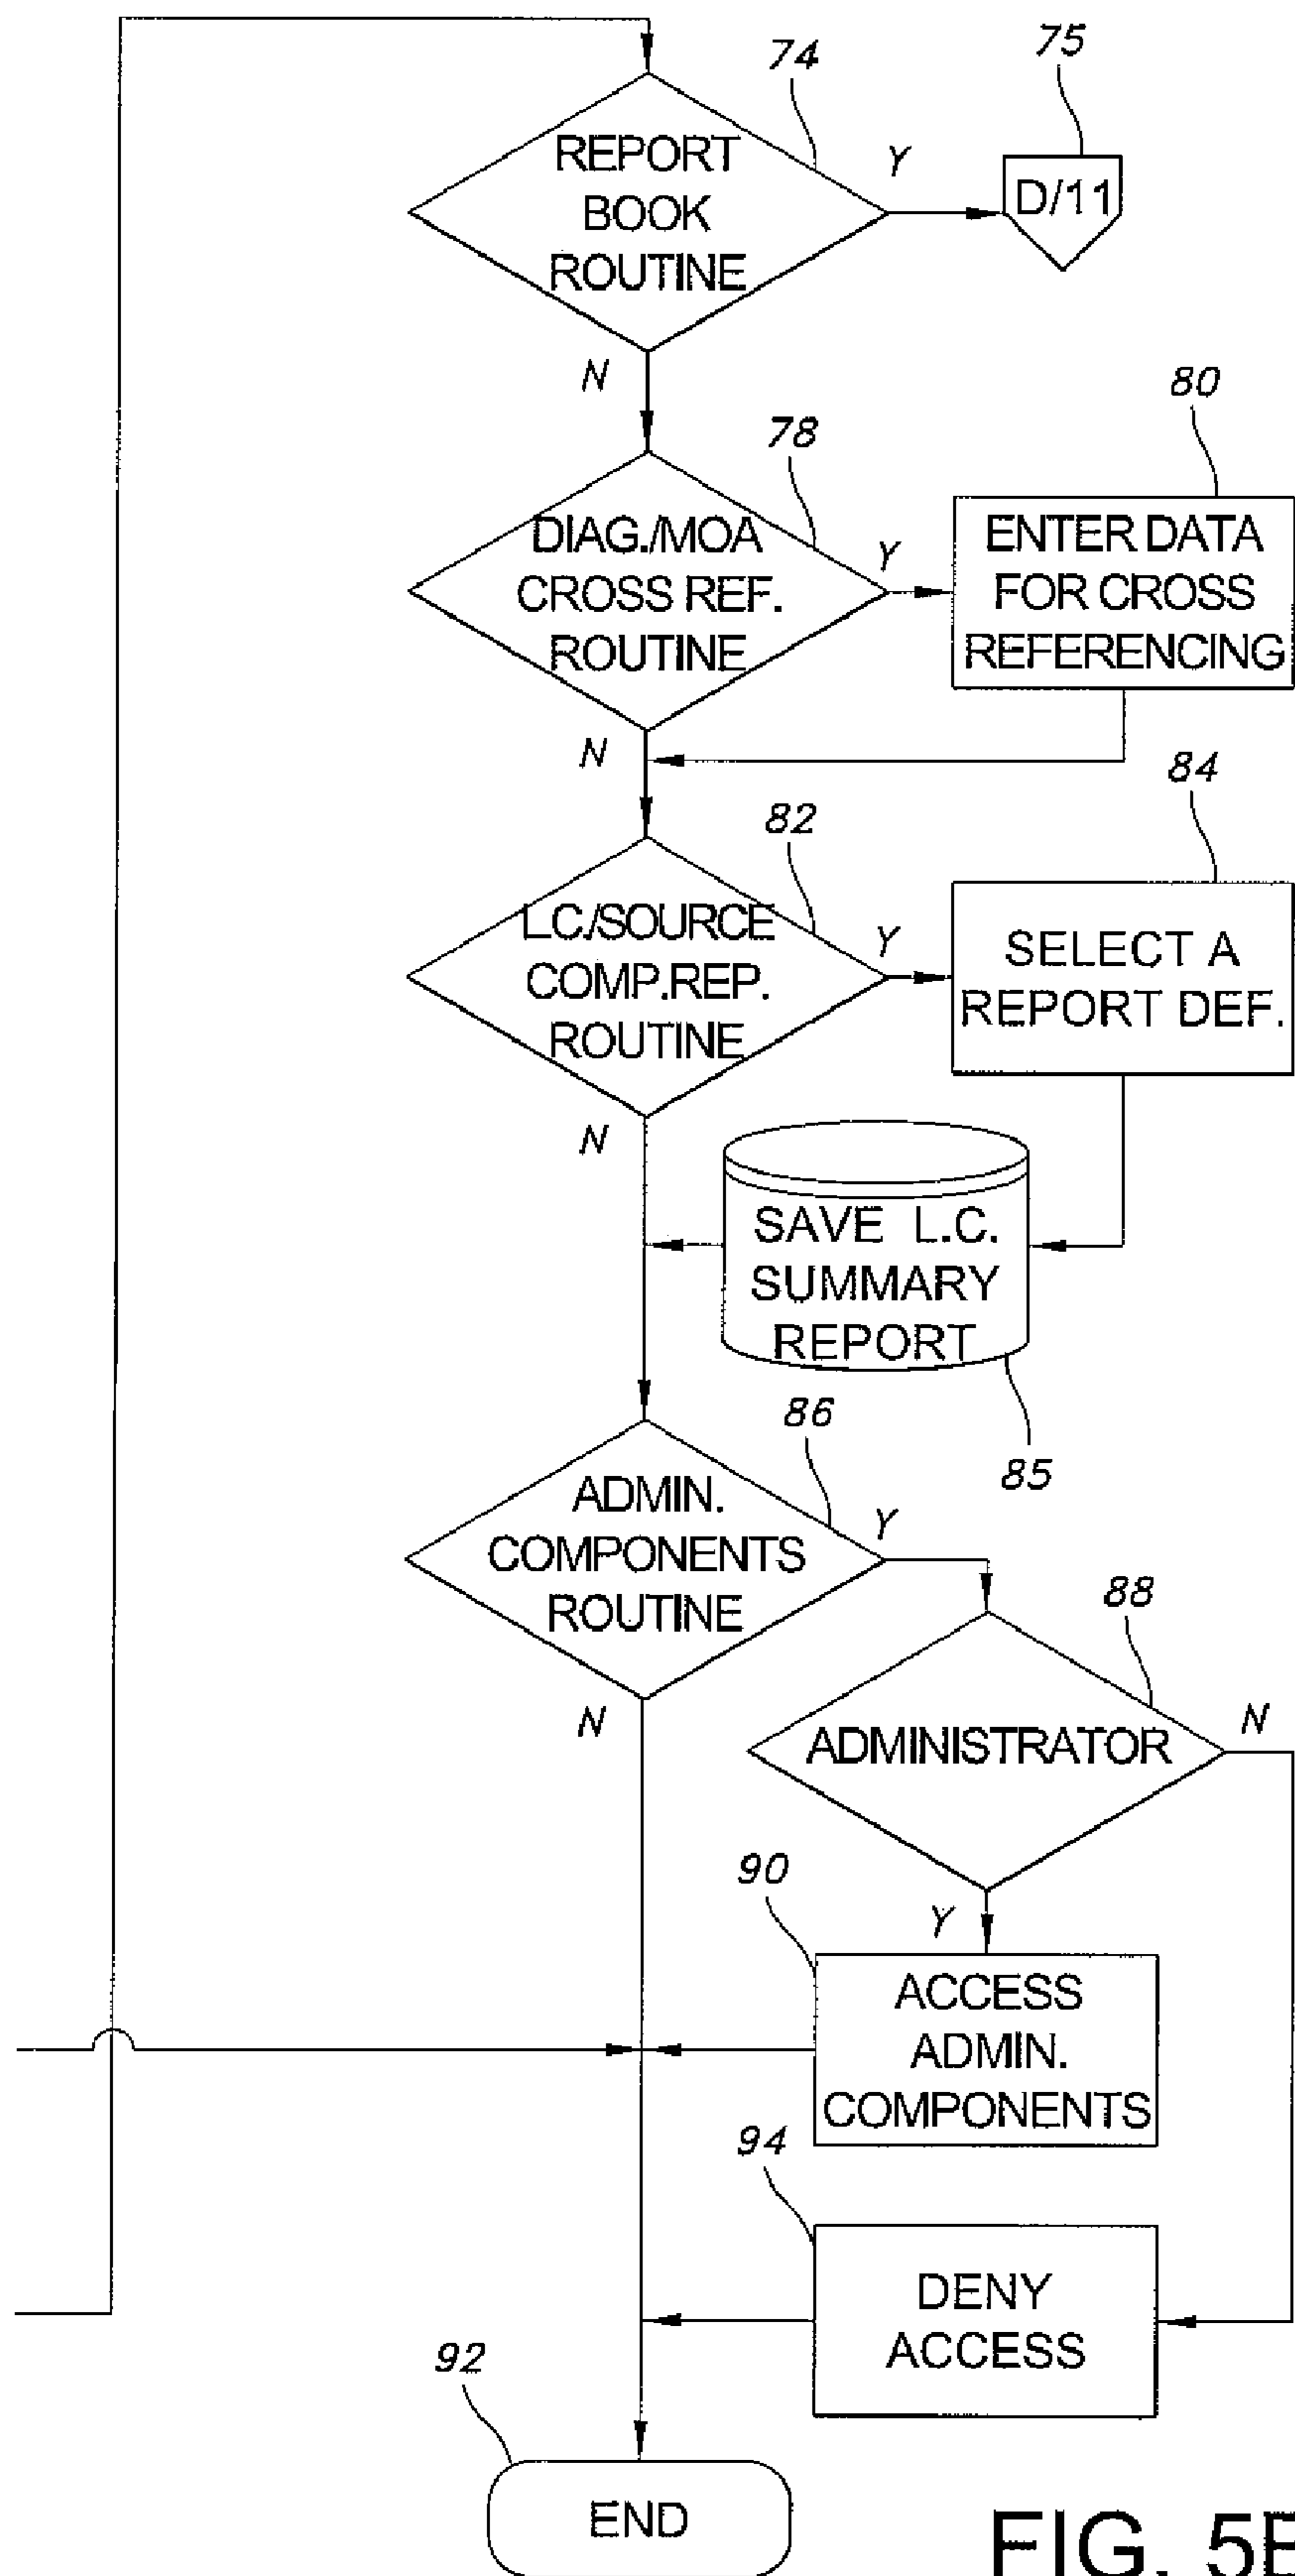 74
75
REPORT
BOOK
ROUTINE
Y
D/11
N
78
80
DIAG./MOA
CROSS REF.
ROUTINE
Y
ENTER DATA
FOR CROSS
REFERENCING
N
82
84
L.C./SOURCE
COMP.REP.
ROUTINE
Y
SELECT A
REPORT DEF.
N
SAVE L.C.
SUMMARY
REPORT
85
86
ADMIN.
COMPONENTS
ROUTINE
Y
N
88
ADMINISTRATOR
N
Y
90
ACCESS
ADMIN.
COMPONENTS
94
DENY
ACCESS
92
END
FIG. 5B